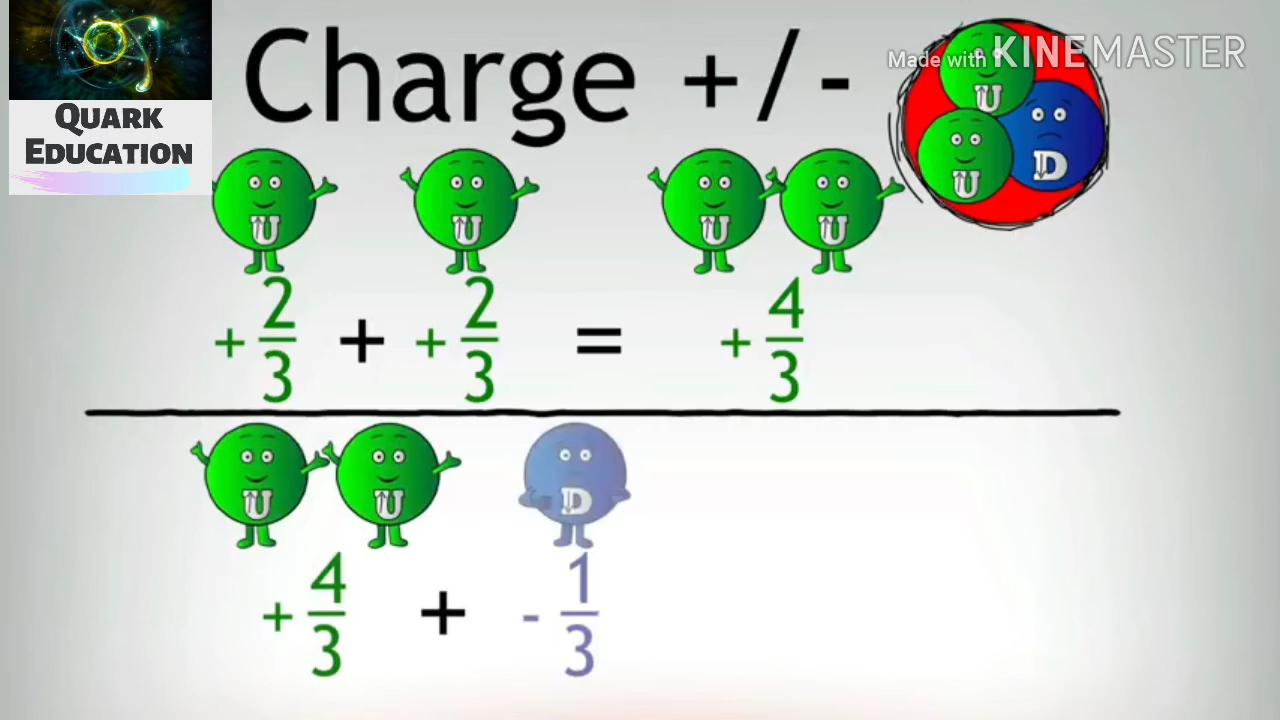 Charge +/-
Made with KINEMASTER
QUARK
EDUCATION
U U D
U U U U
+2/3 + +2/3 = +4/3
U U D
+4/3 + -1/3